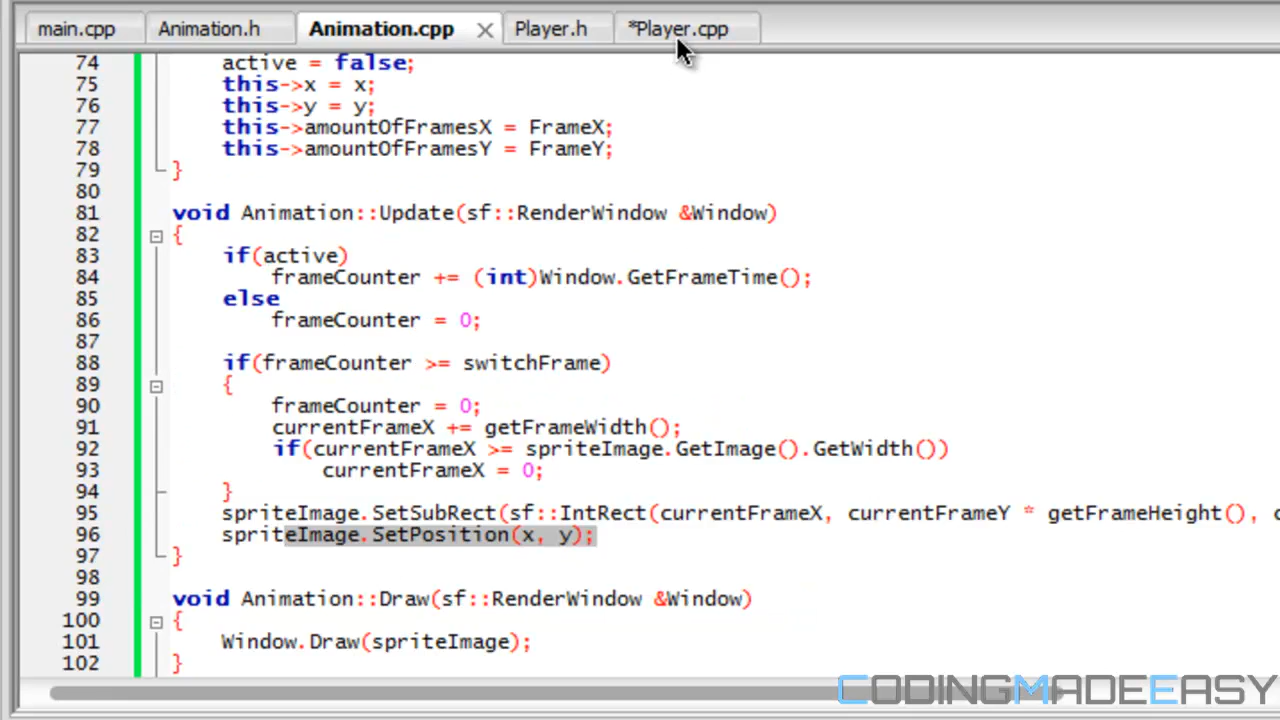 main.cpp Animation.h Animation.cpp Player.h *Player.cpp
74 active = false;
75 this->x = x;
76 this->y = y;
77 this->amountOfFramesX = FrameX;
78 this->amountOfFramesY = FrameY;
79 }
80
81 void Animation::Update(sf::RenderWindow &Window)
82 {
83 if(active)
84 frameCounter += (int)Window.GetFrameTime();
85 else
86 frameCounter = 0;
87
88 if(frameCounter >= switchFrame)
89 {
90 frameCounter = 0;
91 currentFrameX += getFrameWidth();
92 if(currentFrameX >= spriteImage.GetImage().GetWidth())
93 currentFrameX = 0;
94 }
95 spriteImage.SetSubRect(sf::IntRect(currentFrameX, currentFrameY * getFrameHeight(), c
96 spriteImage.SetPosition(x, y);
97 }
98
99 void Animation::Draw(sf::RenderWindow &Window)
100 {
101 Window.Draw(spriteImage);
102 }
CODINGMADEEASY